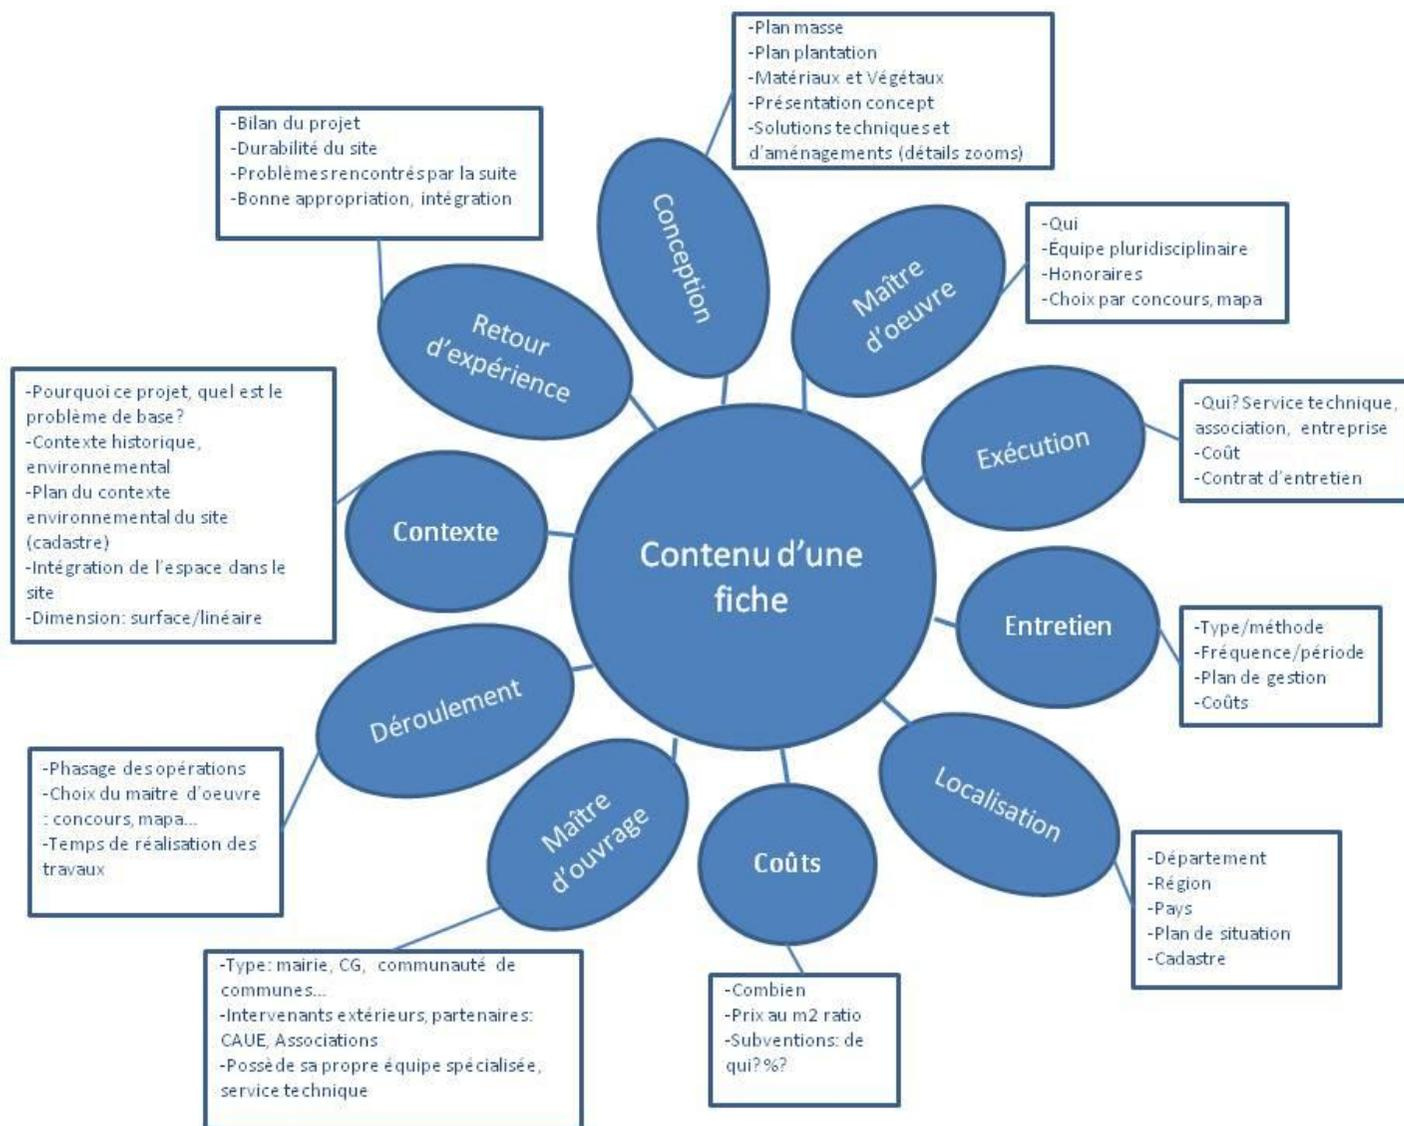 -Plan masse
-Plan plantation
-Matériaux et Végétaux
-Présentation concept
-Solutions techniques et
d'aménagements (détails zooms)
-Bilan du projet
-Durabilité du site
-Problèmes rencontrés par la suite
-Bonne appropriation, intégration
Conception
-Qui
-Équipe pluridisciplinaire
-Honoraires
-Choix par concours, mapa
Maître
d'oeuvre
Retour
d'expérience
-Pourquoi ce projet, quel est le
problème de base?
-Contexte historique,
environnemental
-Plan du contexte
environnemental du site
(cadastre)
-Intégration de l'espace dans le
site
-Dimension: surface/linéaire
Exécution
-Qui? Service technique,
association, entreprise
-Coût
-Contrat d'entretien
Contexte
Contenu d'une
fiche
Entretien
-Type/méthode
-Fréquence/période
-Plan de gestion
-Coûts
Déroulement
-Phasage des opérations
-Choix du maitre d'oeuvre
: concours, mapa...
-Temps de réalisation des
travaux
Maître
d'ouvrage
Coûts
Localisation
-Département
-Région
-Pays
-Plan de situation
-Cadastre
-Type: mairie, CG, communauté de
communes...
-Intervenants extérieurs, partenaires:
CAUE, Associations
-Possède sa propre équipe spécialisée,
service technique
-Combien
-Prix au m2 ratio
-Subventions: de
qui? %?